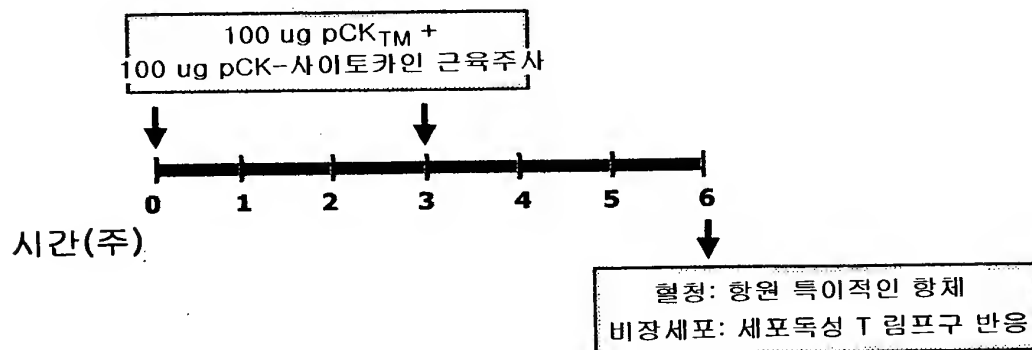 100 ug pCKTM +
100 ug pCK-사이토카인 근육주사
0 1 2 3 4 5 6
시간(주)
혈청: 항원 특이적인 항체
비장세포: 세포독성 T 림프구 반응